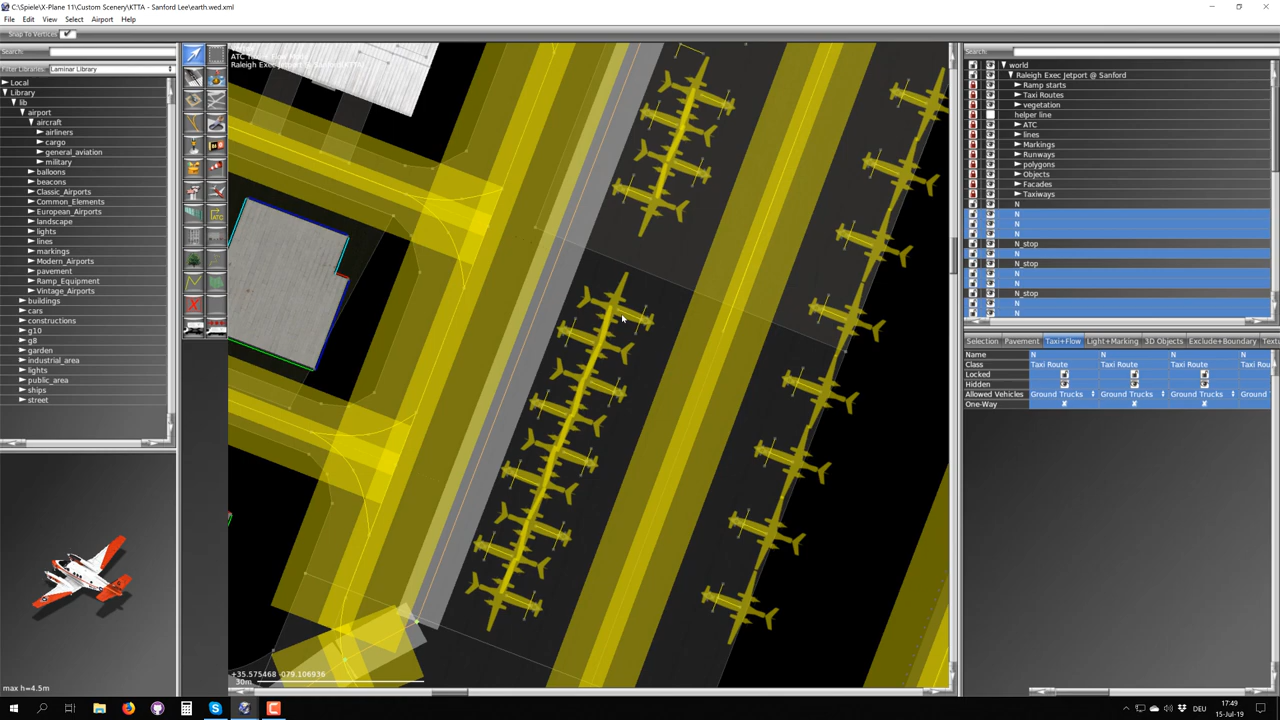 C:\Spiele\X-Plane 11\Custom Scenery\KTTA - Sanford Lee\earth.wed.xml
File Edit View Select Airport Help
Snap To Vertices
Search:
Filter Libraries: Laminar Library
Local
Library
lib
airport
aircraft
airliners
cargo
general_aviation
military
balloons
beacons
Classic_Airports
Common_Elements
European_Airports
landscape
lights
lines
markings
Modern_Airports
pavement
Ramp_Equipment
Vintage_Airports
buildings
cars
constructions
g10
g8
garden
industrial_area
lights
public_area
ships
street
max h=4.5m
Raleigh Exec Jetport @ Sanford(KTTA)
ATC
+35.575468 -079.106936
30m
Search:
world
Raleigh Exec Jetport @ Sanford
Ramp starts
Taxi Routes
vegetation
helper line
ATC
lines
Markings
Runways
polygons
Objects
Facades
Taxiways
N
N
N
N
N_stop
N
N_stop
N
N
N_stop
N
N
Selection Pavement Taxi+Flow Light+Marking 3D Objects Exclude+Boundary Textu
Name N N N N
Class Taxi Route Taxi Route Taxi Route Taxi Rou
Locked
Hidden
Allowed Vehicles Ground Trucks Ground Trucks Ground Trucks Ground
One-Way
DEU
17:49
15-Jul-19